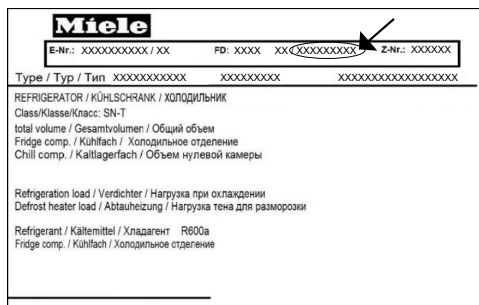 Miele
E-Nr.: XXXXXXXXXX / XX FD: XXXX XX XXXXXXXXX Z-Nr.: XXXXXX
Type / Typ / Тип XXXXXXXXXXX XXXXXXXXX XXXXXXXXXXXXXXXXXX
REFRIGERATOR / KÜHLSCHRANK / ХОЛОДИЛЬНИК
Class/Klasse/Класс: SN-T
total volume / Gesamtvolumen / Общий объем
Fridge comp. / Kühlfach / Холодильное отделение
Chill comp. / Kaltlagerfach / Объем нулевой камеры
Refrigeration load / Verdichter / Нагрузка при охлаждении
Defrost heater load / Abtauheizung / Нагрузка тена для разморозки
Refrigerant / Kältemittel / Хладагент R600a
Fridge comp. / Kühlfach / Холодильное отделение